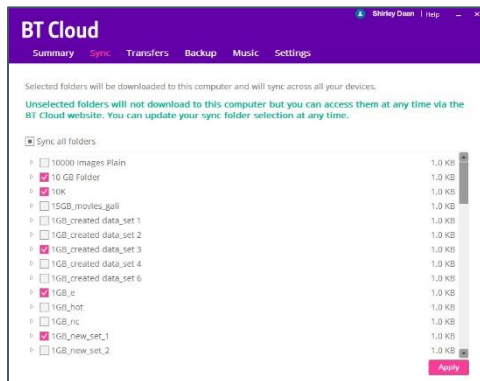 Shirley Dean | Help
BT Cloud
Summary Sync Transfers Backup Music Settings
Selected folders will be downloaded to this computer and will sync across all your devices.
Unselected folders will not download to this computer but you can access them at any time via the
BT Cloud website. You can update your sync folder selection at any time.
Sync all folders
10000 Images Plain 1.0 KB
10 GB Folder 1.0 KB
10K 1.0 KB
15GB_movies_gali 1.0 KB
1GB_created data_set 1 1.0 KB
1GB_created data_set 2 1.0 KB
1GB_created data_set 3 1.0 KB
1GB_created data_set 4 1.0 KB
1GB_created data_set 6 1.0 KB
1GB_e 1.0 KB
1GB_hot 1.0 KB
1GB_nc 1.0 KB
1GB_new_set_1 1.0 KB
1GB_new_set_2 1.0 KB
Apply